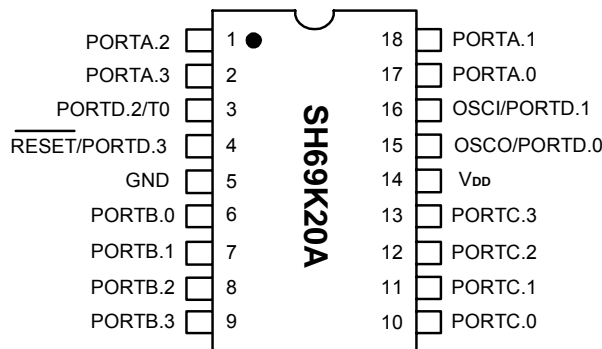 PORTA.2 1 18 PORTA.1
PORTA.3 2 17 PORTA.0
PORTD.2/T0 3 16 OSCI/PORTD.1
RESET/PORTD.3 4 15 OSCO/PORTD.0
GND 5 14 VDD
PORTB.0 6 13 PORTC.3
PORTB.1 7 12 PORTC.2
PORTB.2 8 11 PORTC.1
PORTB.3 9 10 PORTC.0
SH69K20A